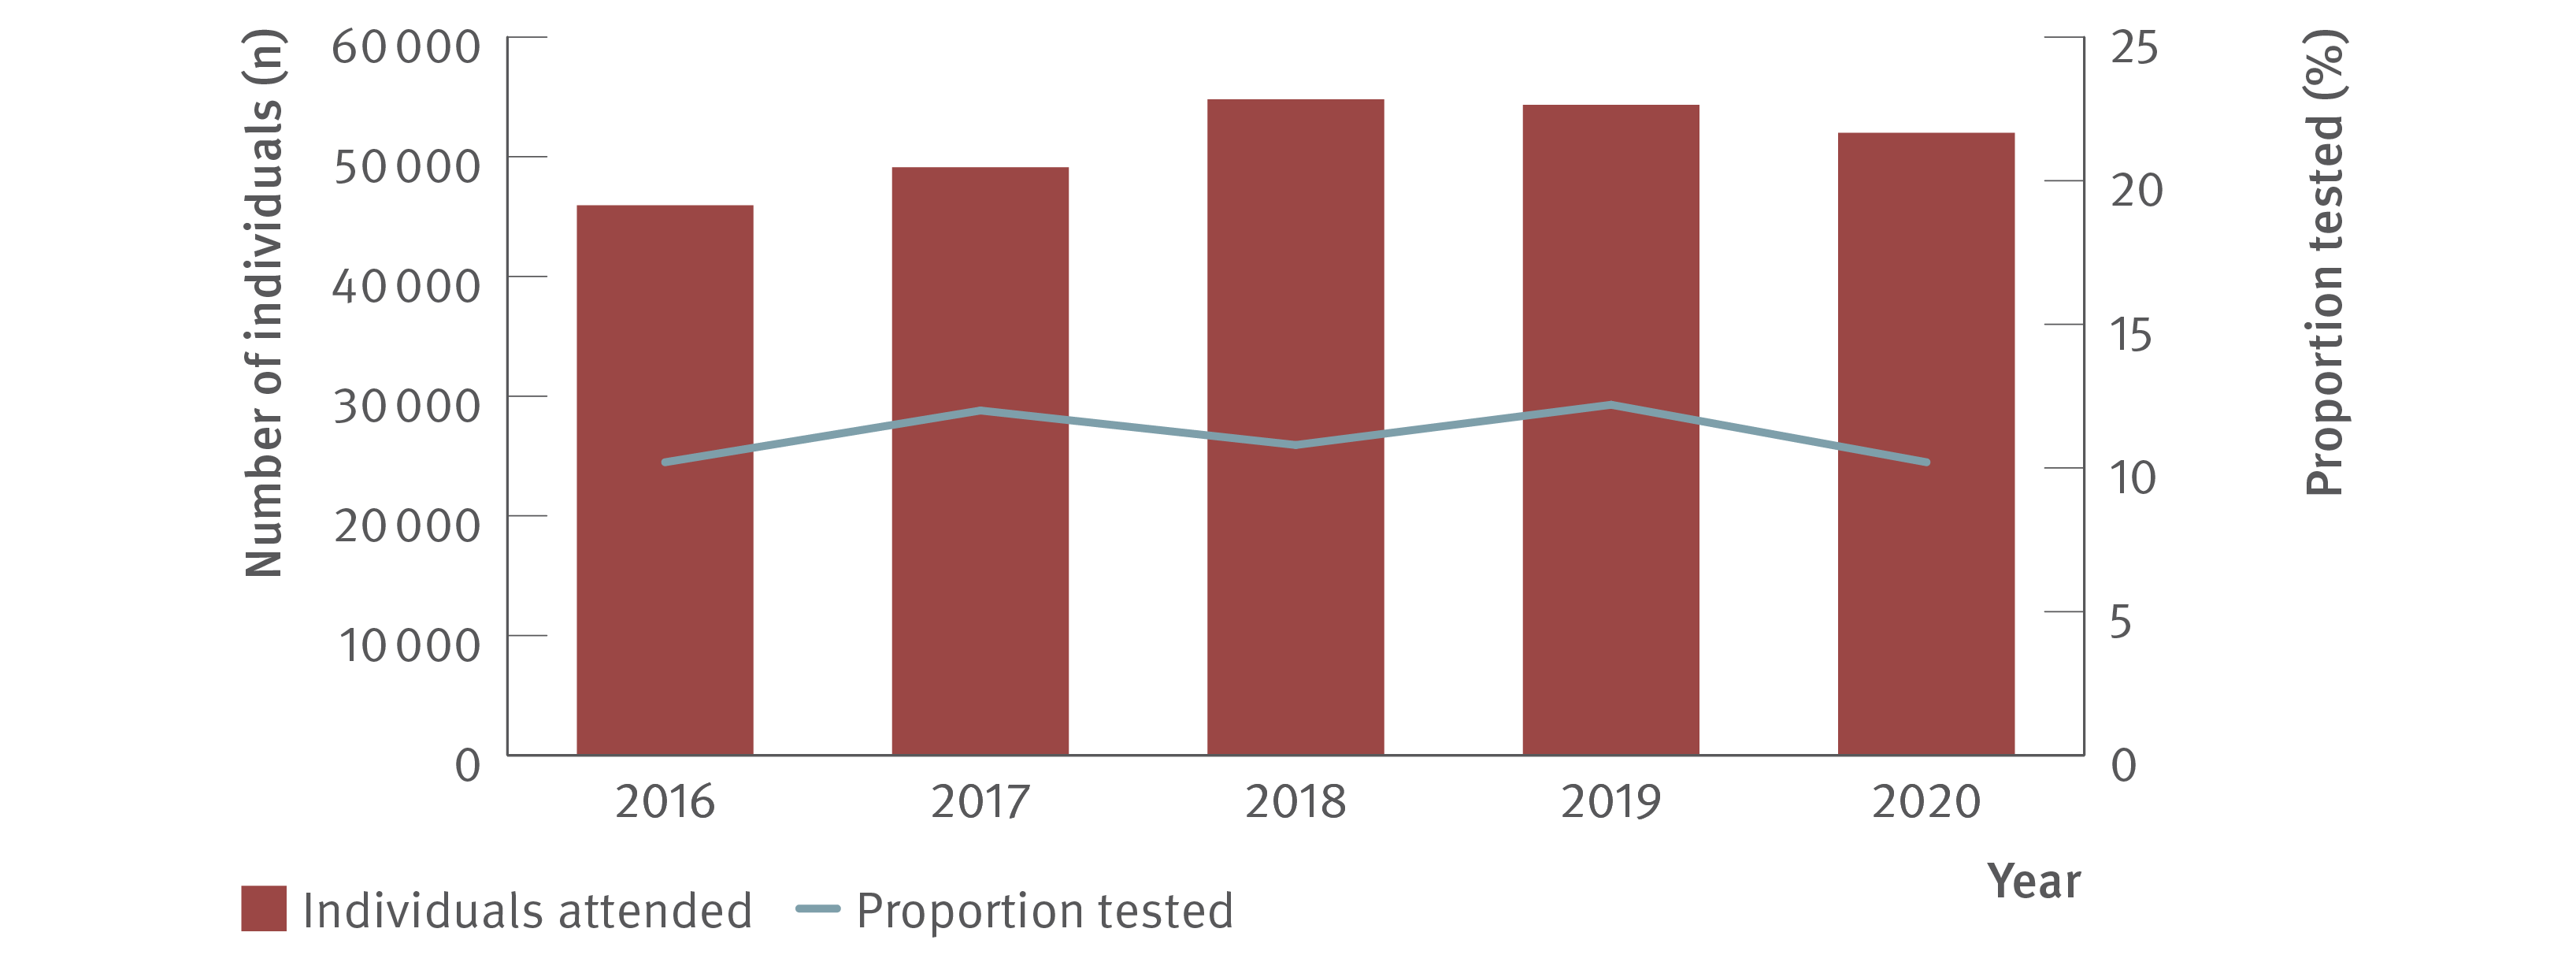 Number of individuals (n)
60 000
50 000
40 000
30 000
20 000
10 000
0
25
20
15
10
5
0
Proportion tested (%)
2016 2017 2018 2019 2020
Year
Individuals attended Proportion tested